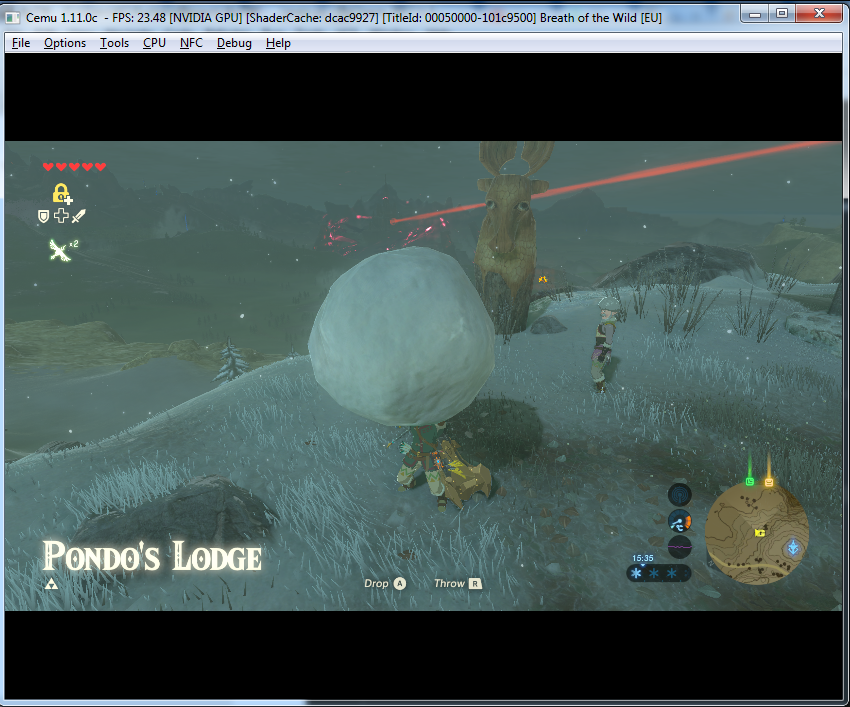 Cemu 1.11.0c - FPS: 23.48 [NVIDIA GPU] [ShaderCache: dcac9927] [TitleId: 00050000-101c9500] Breath of the Wild [EU]
File Options Tools CPU NFC Debug Help
x2
15:35
PONDO'S LODGE
Drop A Throw R